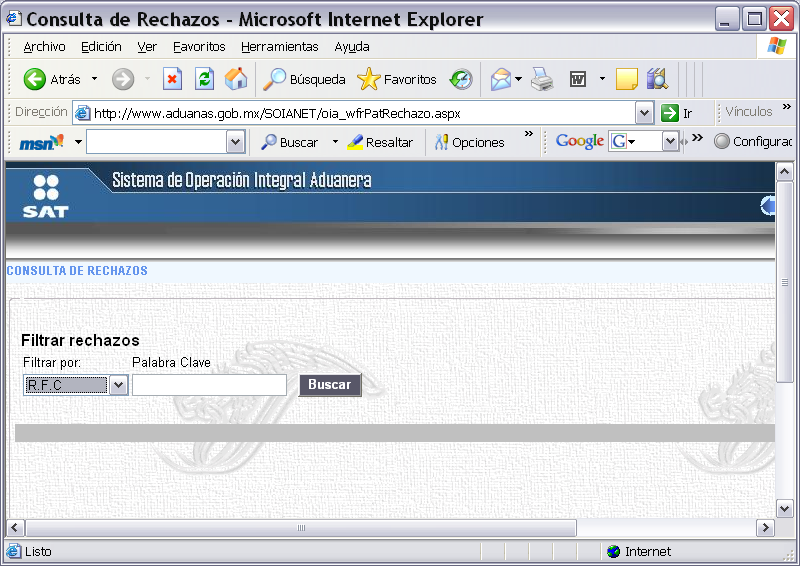 Consulta de Rechazos - Microsoft Internet Explorer
Archivo Edición Ver Favoritos Herramientas Ayuda
Atrás Búsqueda Favoritos
Dirección http://www.aduanas.gob.mx/SOIANET/oia_wfrPatRechazo.aspx Ir Vínculos »
msn Buscar Resaltar Opciones » Google G » Configurac
SAT Sistema de Operación Integral Aduanera
CONSULTA DE RECHAZOS
Filtrar rechazos
Filtrar por: Palabra Clave
R.F.C Buscar
Listo Internet